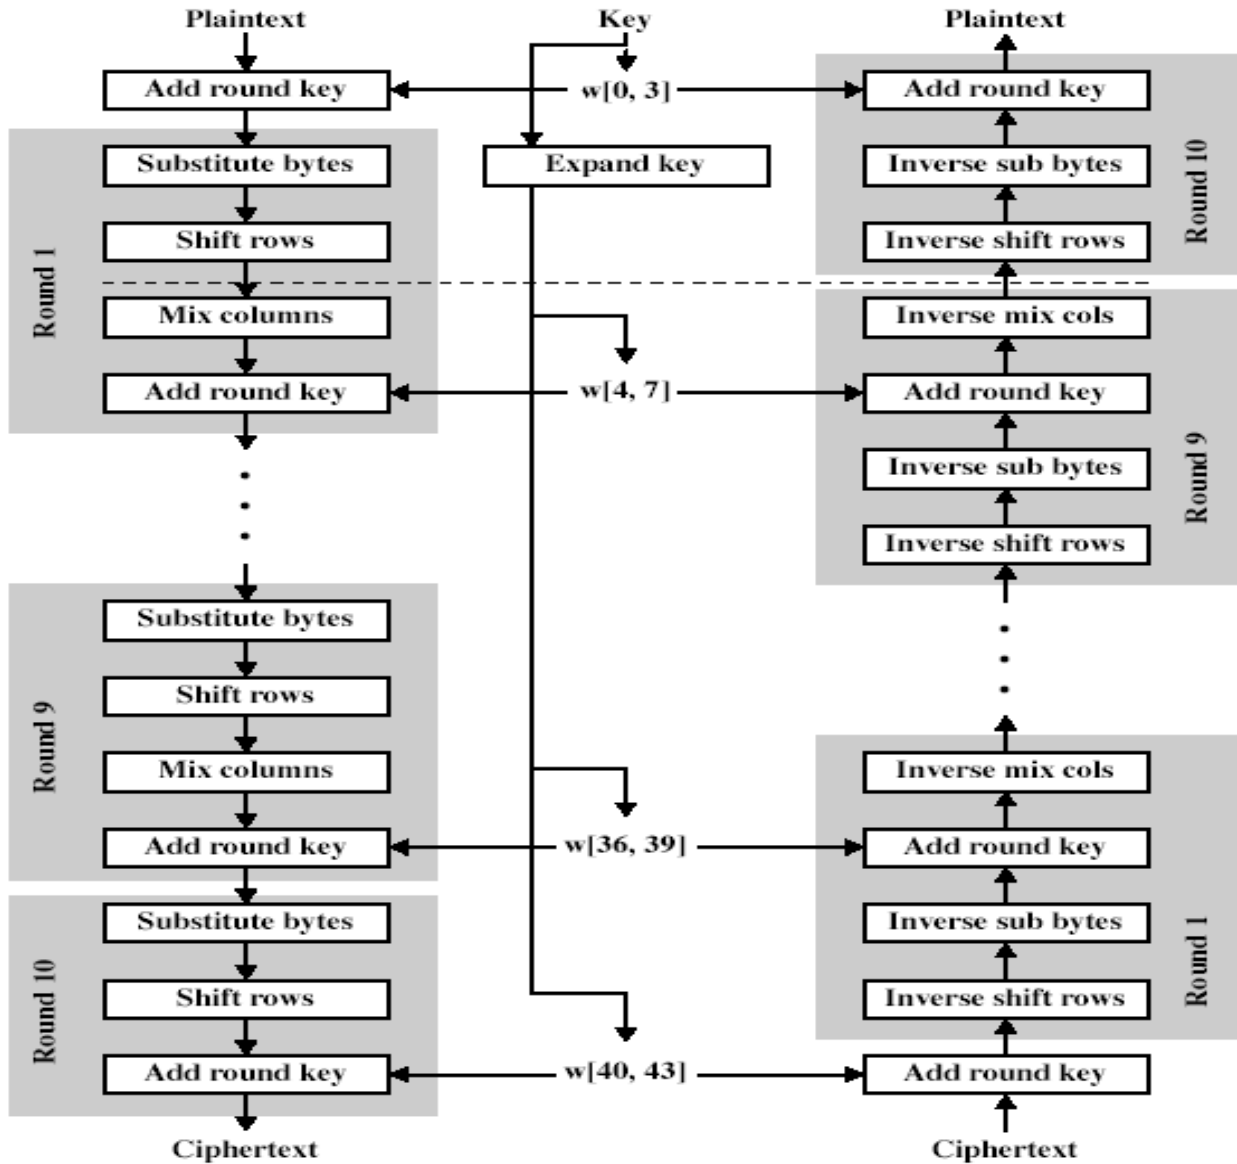 Plaintext
Key
Plaintext
Add round key
w[0, 3]
Add round key
Substitute bytes
Expand key
Inverse sub bytes
Shift rows
Inverse shift rows
Round 1
Round 10
Mix columns
Inverse mix cols
Add round key
w[4, 7]
Add round key
Inverse sub bytes
Round 9
Inverse shift rows
Substitute bytes
Shift rows
Round 9
Mix columns
Inverse mix cols
Add round key
w[36, 39]
Add round key
Substitute bytes
Inverse sub bytes
Round 10
Round 1
Shift rows
Inverse shift rows
Add round key
w[40, 43]
Add round key
Ciphertext
Ciphertext